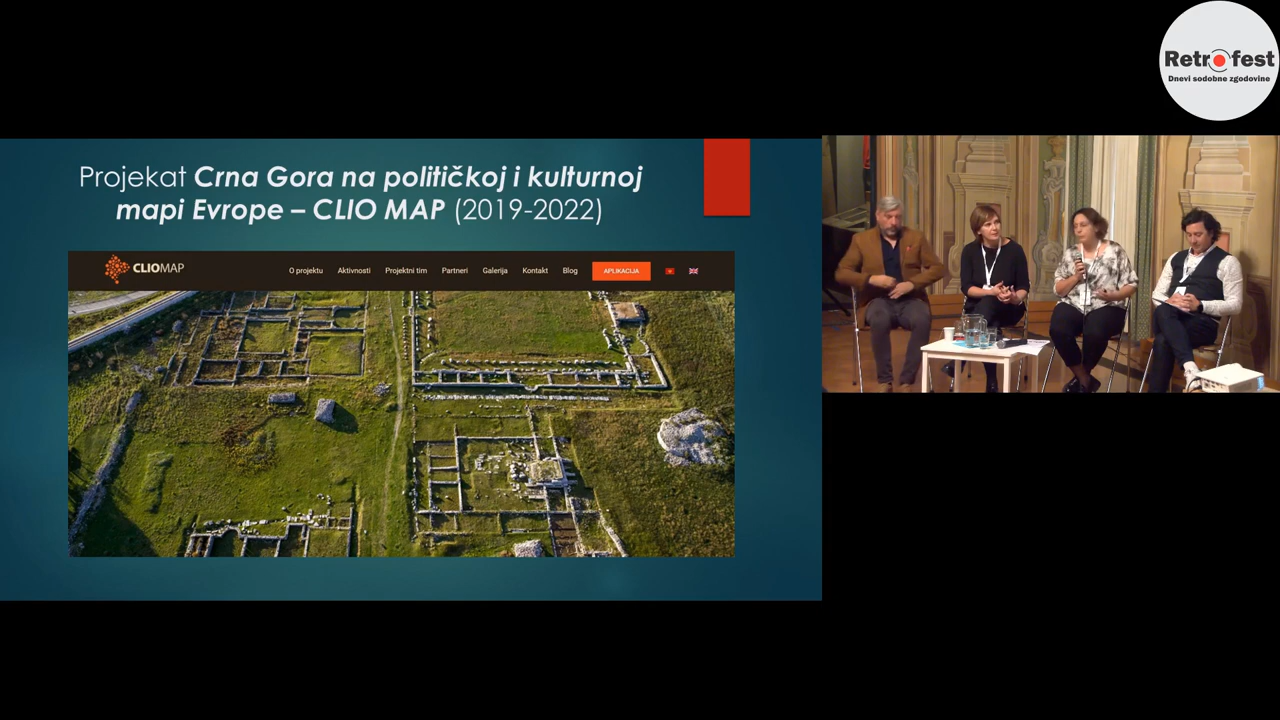 Retrofest
Dnevi sodobne zgodovine
Projekat Crna Gora na političkoj i kulturnoj
mapi Evrope – CLIO MAP (2019-2022)
CLIOMAP
O projektu Aktivnosti Projektni tim Partneri Galerija Kontakt Blog APLIKACIJA